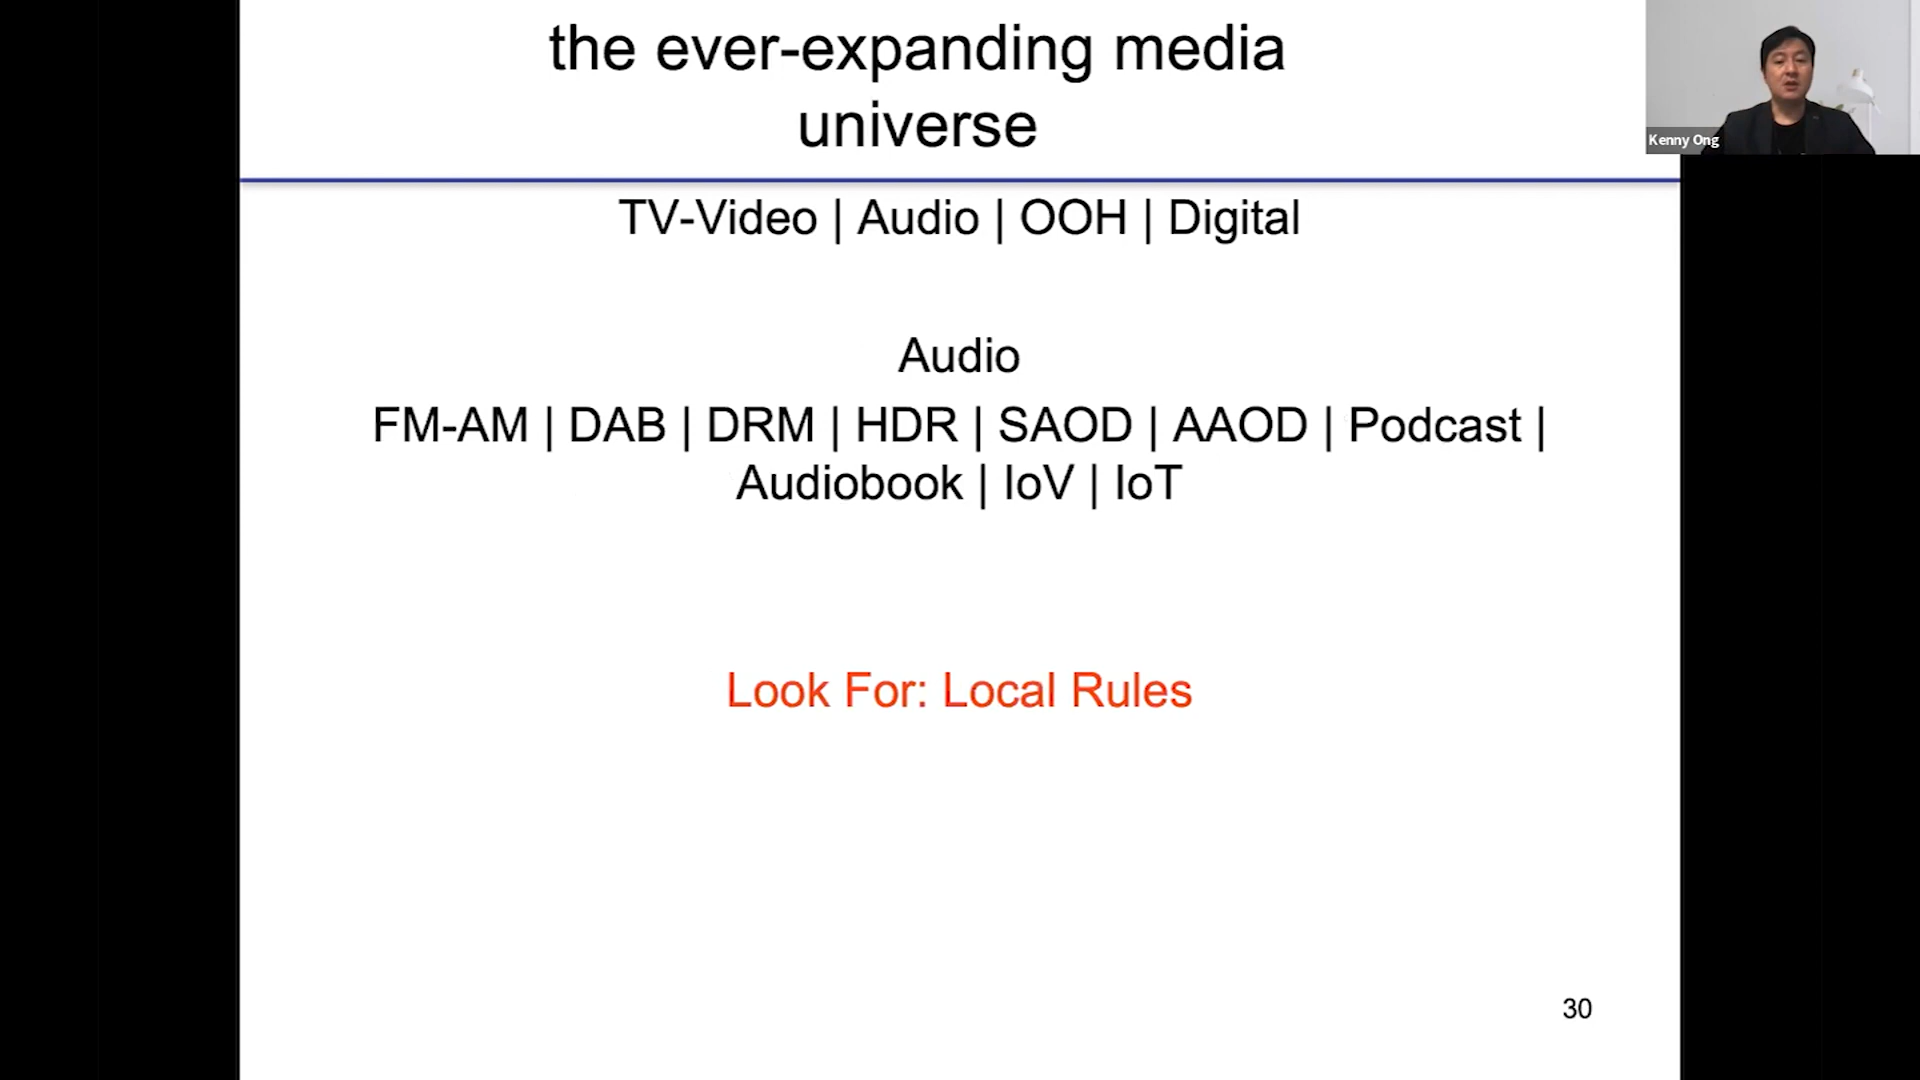 the ever-expanding media
universe
Kenny Ong
TV-Video | Audio | OOH | Digital
Audio
FM-AM | DAB | DRM | HDR | SAOD | AAOD | Podcast |
Audiobook | IoV | IoT
Look For: Local Rules
30